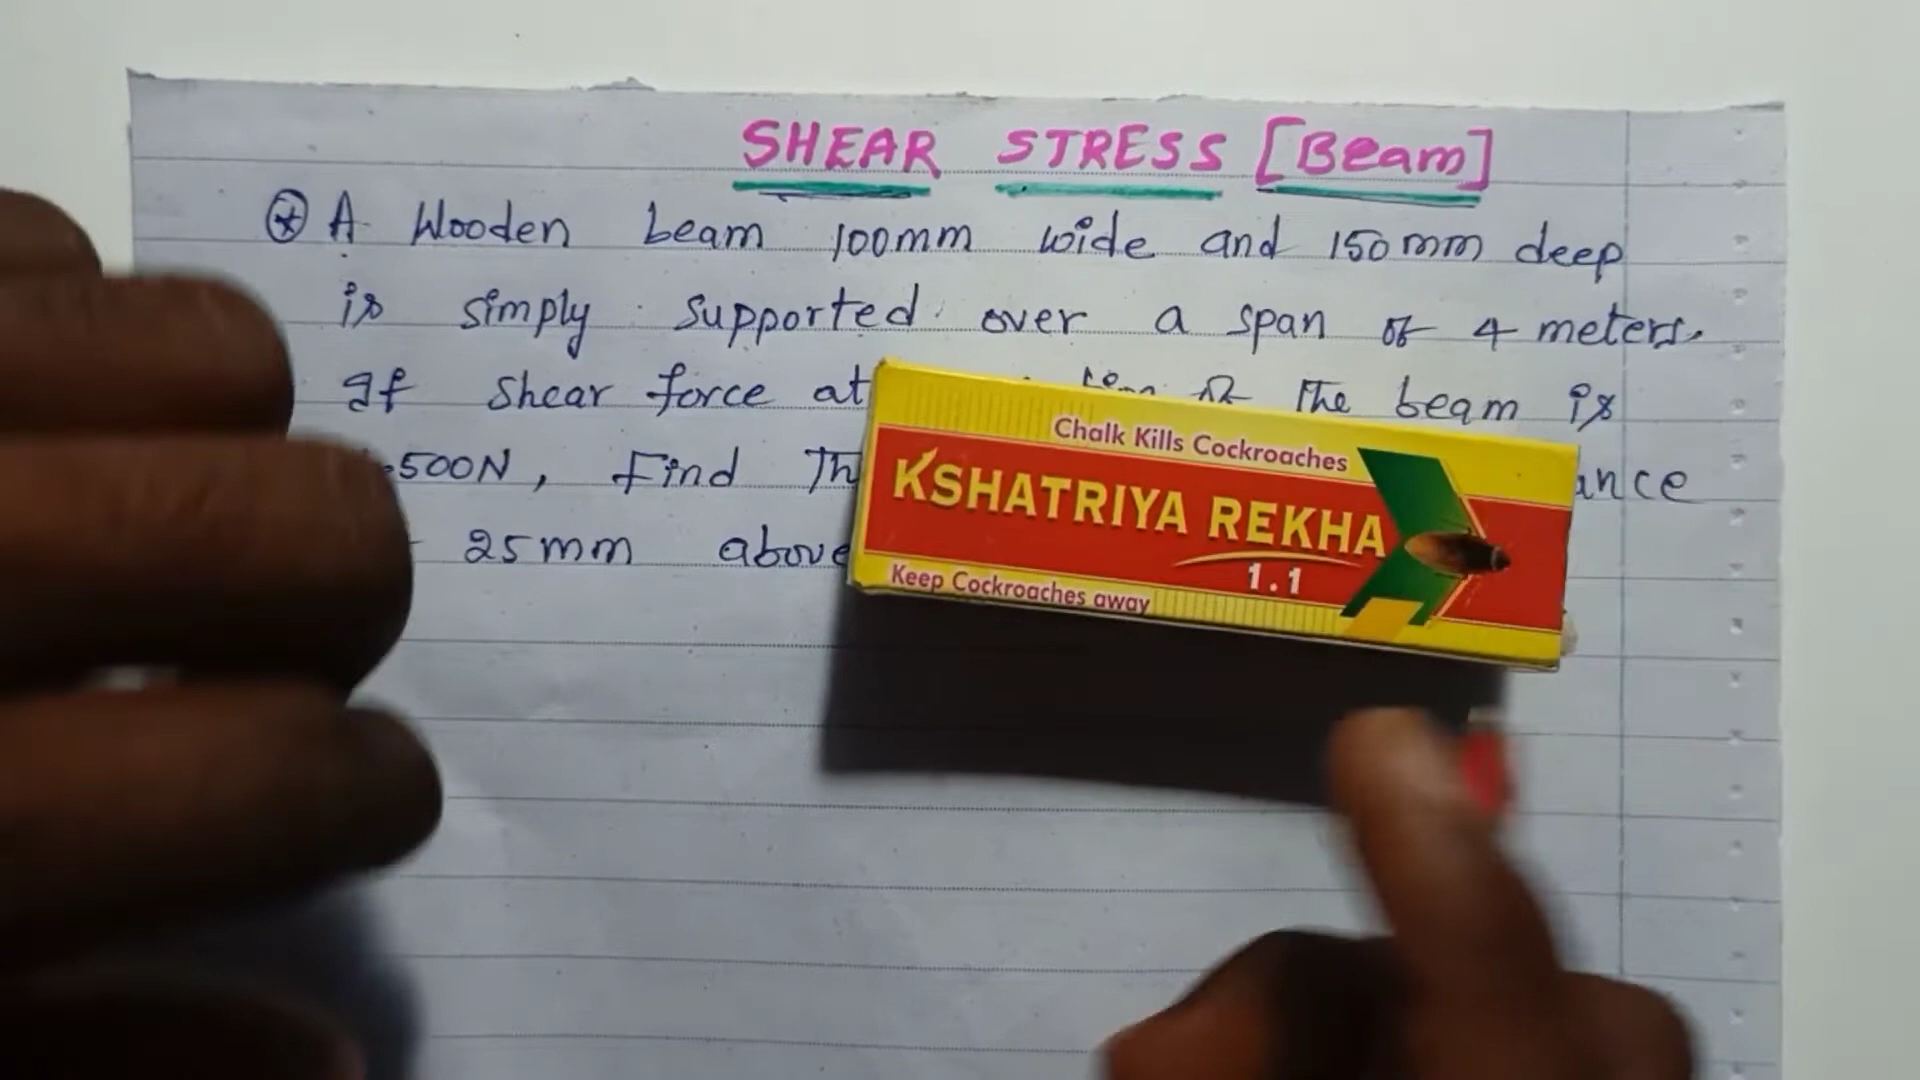 SHEAR STRESS [Beam]
A Wooden beam 100mm wide and 150mm deep
is simply supported over a span of 4 meters.
If shear force at of the beam is
500N, Find
25mm above
Chalk Kills Cockroaches
KSHATRIYA REKHA
1.1
Keep Cockroaches away